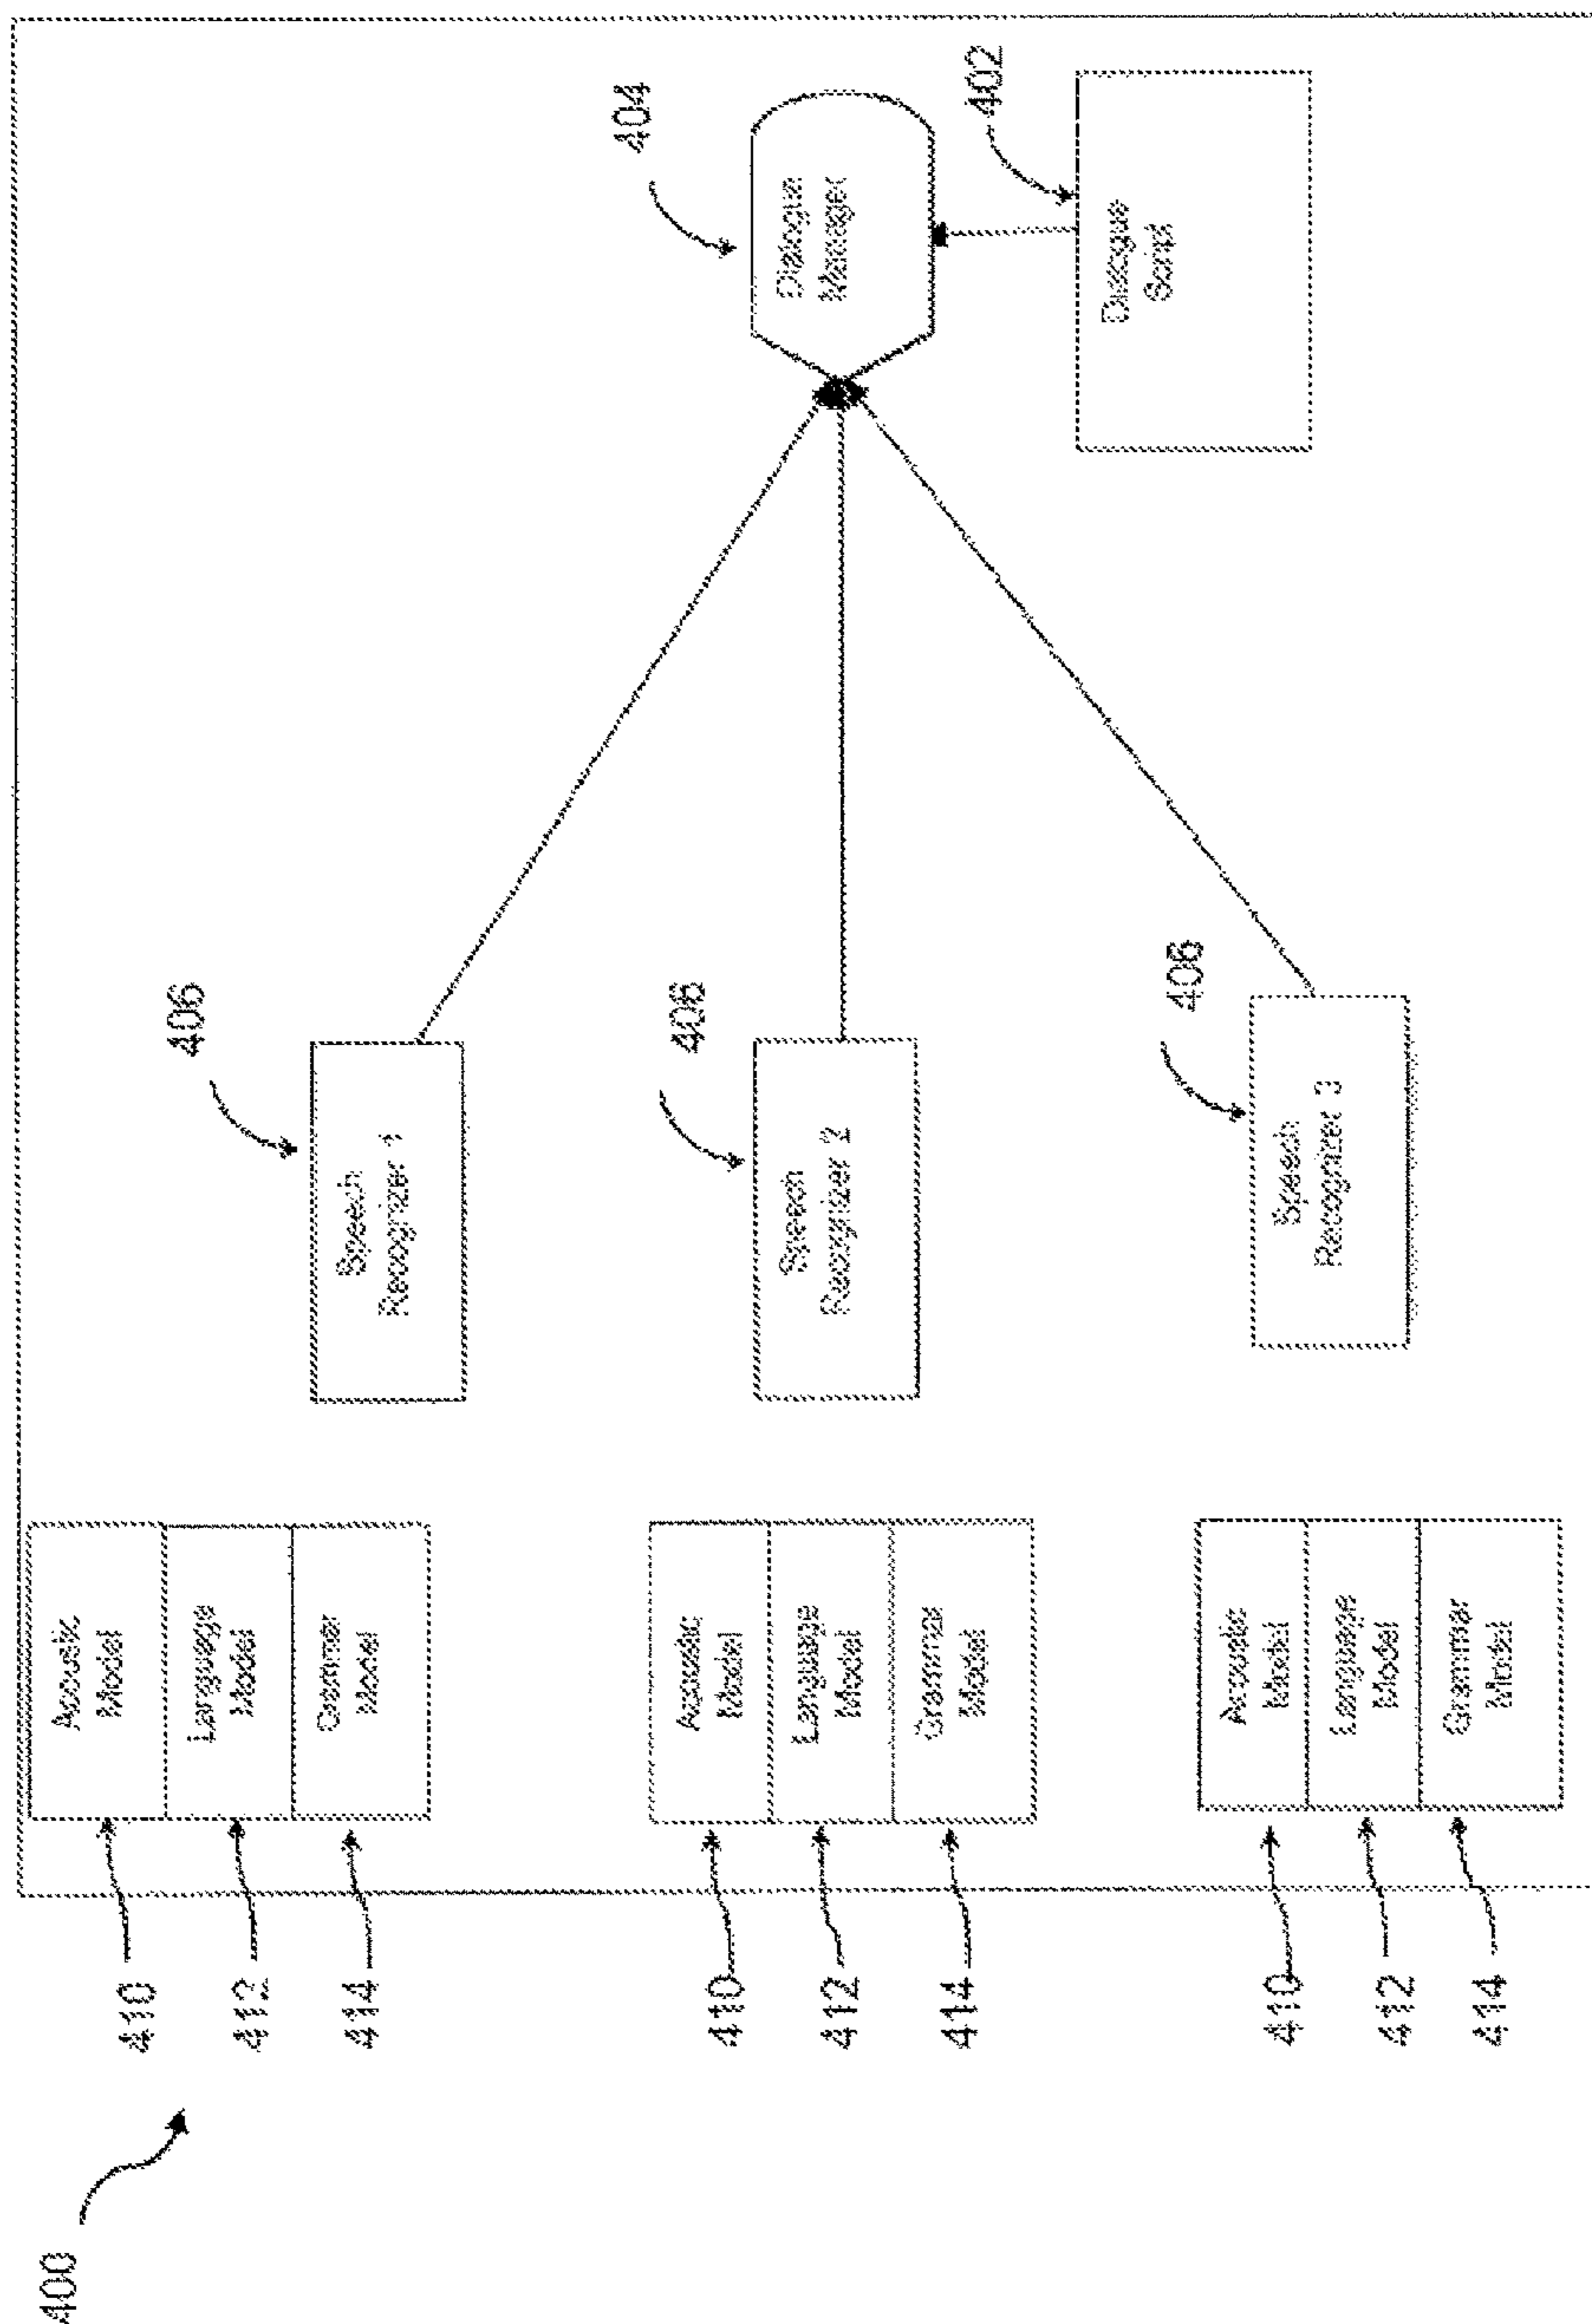 400
410
412
414
Acoustic
Model
Language
Model
Grammar
Model
406
Speech
Recognizer 1
410
412
414
Acoustic
Model
Language
Model
Grammar
Model
406
Speech
Recognizer 2
404
Dialogue
Manager
402
Dialogue
Script
410
412
414
Acoustic
Model
Language
Model
Grammar
Model
406
Speech
Recognizer 3